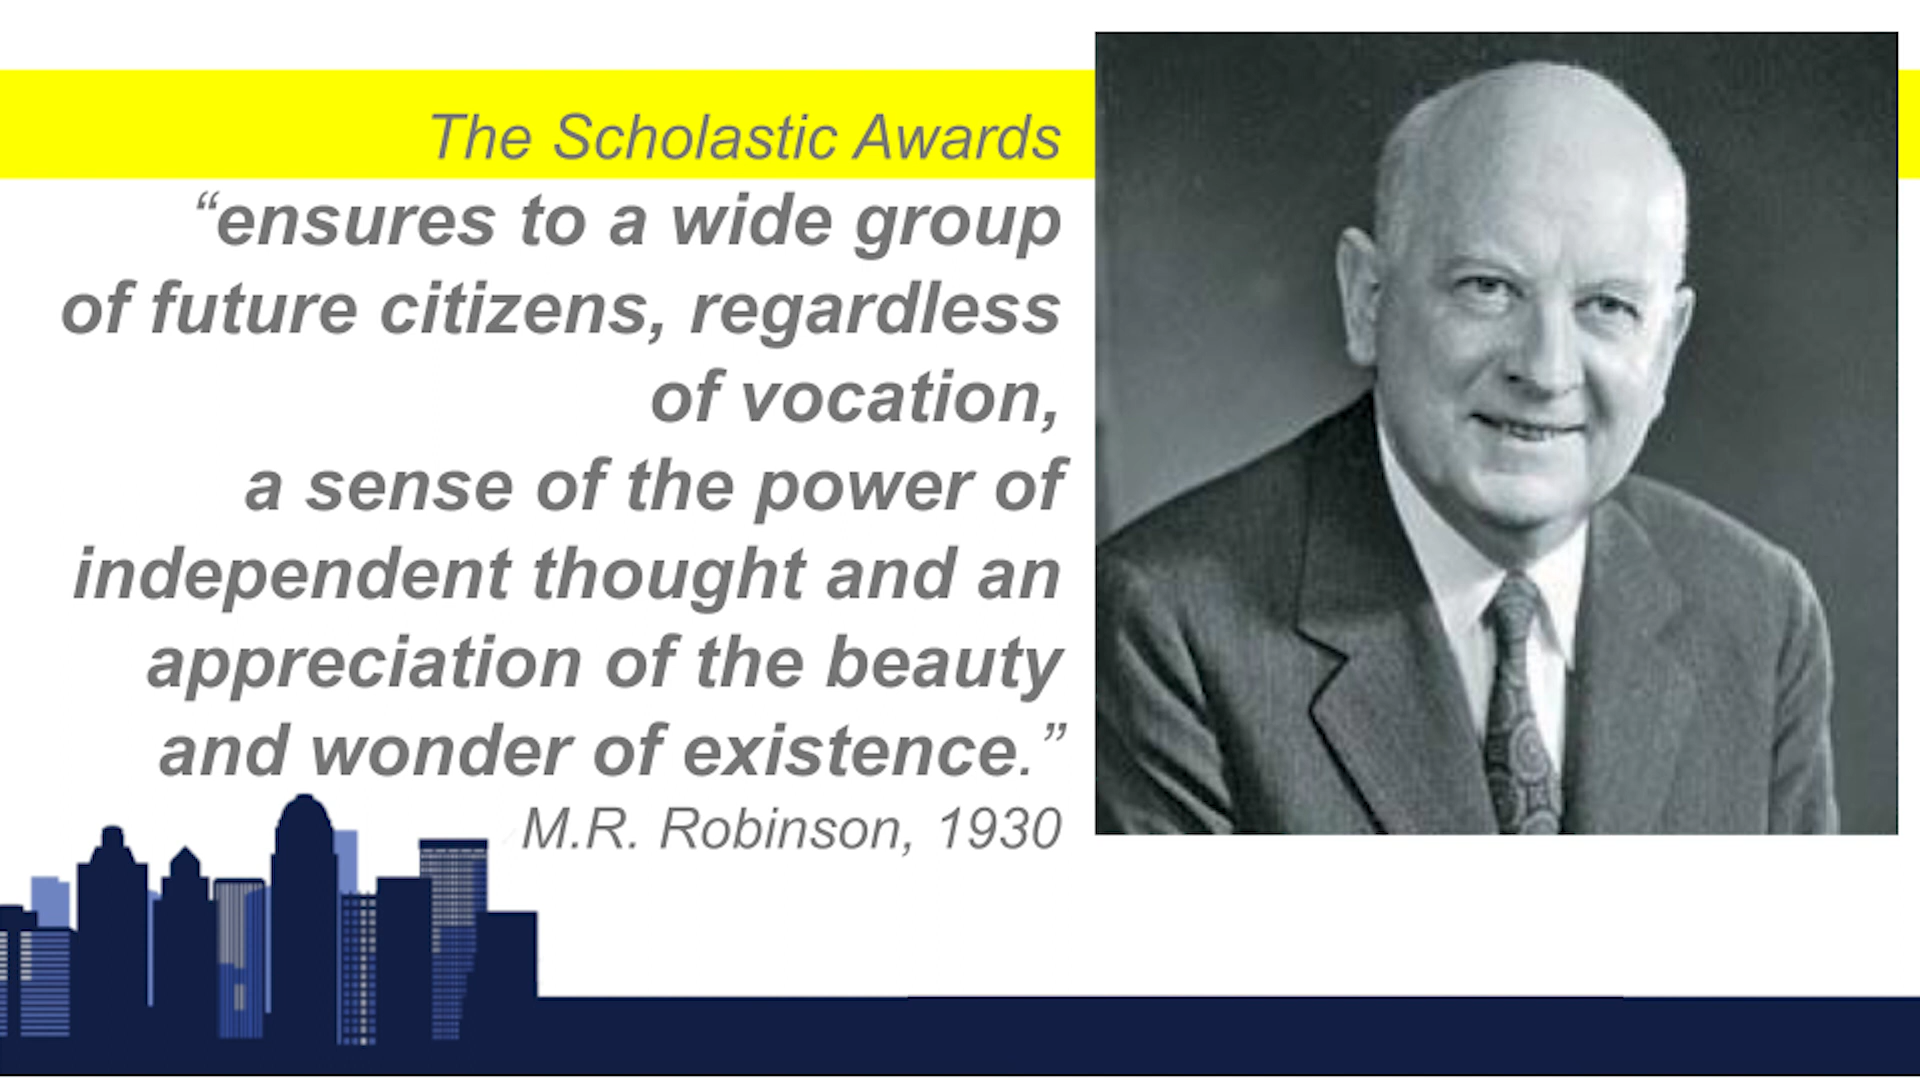 The Scholastic Awards
“ensures to a wide group
of future citizens, regardless
of vocation,
a sense of the power of
independent thought and an
appreciation of the beauty
and wonder of existence.”
M.R. Robinson, 1930